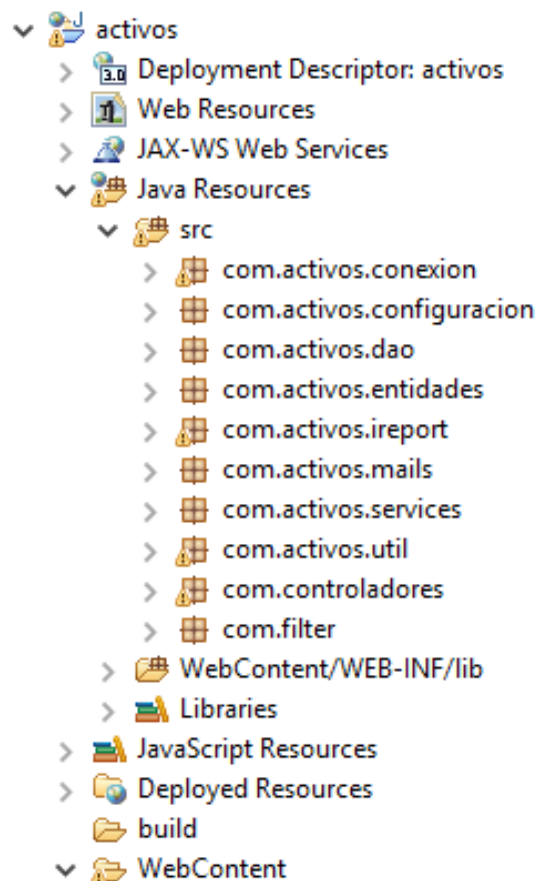 activos
Deployment Descriptor: activos
3.0
Web Resources
JAX-WS Web Services
Java Resources
src
com.activos.conexion
com.activos.configuracion
com.activos.dao
com.activos.entidades
com.activos.ireport
com.activos.mails
com.activos.services
com.activos.util
com.controladores
com.filter
WebContent/WEB-INF/lib
Libraries
JavaScript Resources
Deployed Resources
build
WebContent